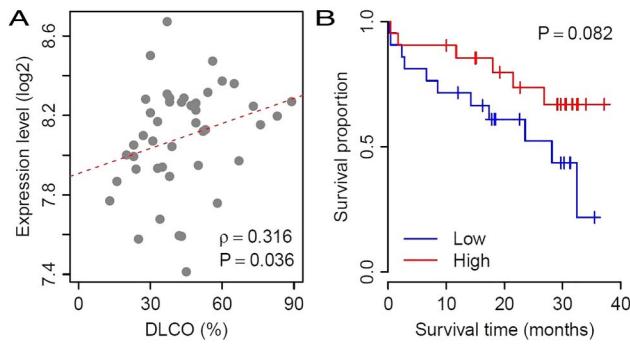 A
Expression level (log2)
8.6
8.2
7.8
7.4
ρ = 0.316
P = 0.036
0 30 60 90
DLCO (%)
B
Survival proportion
1.0
0.5
0.0
P = 0.082
Low
High
0 10 20 30 40
Survival time (months)